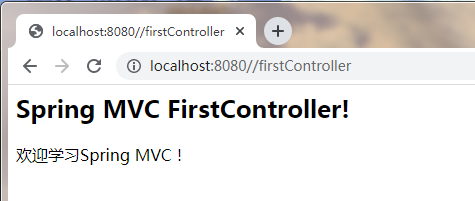 localhost:8080//firstController
localhost:8080//firstController
Spring MVC FirstController!
欢迎学习Spring MVC！